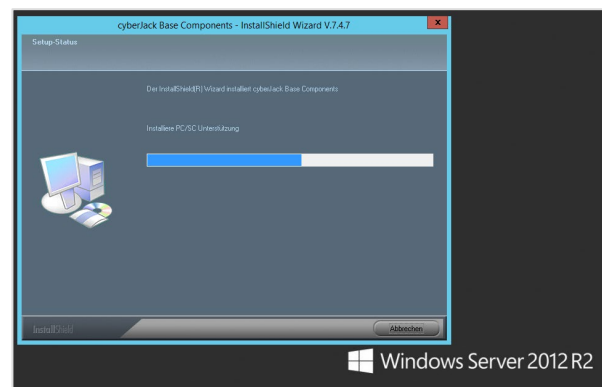 cyberJack Base Components - InstallShield Wizard V.7.4.7
x
Setup-Status
Der InstallShield(R) Wizard installiert cyberJack Base Components
Installiere PC/SC Unterstützung
InstallShield
Abbrechen
Windows Server 2012 R2